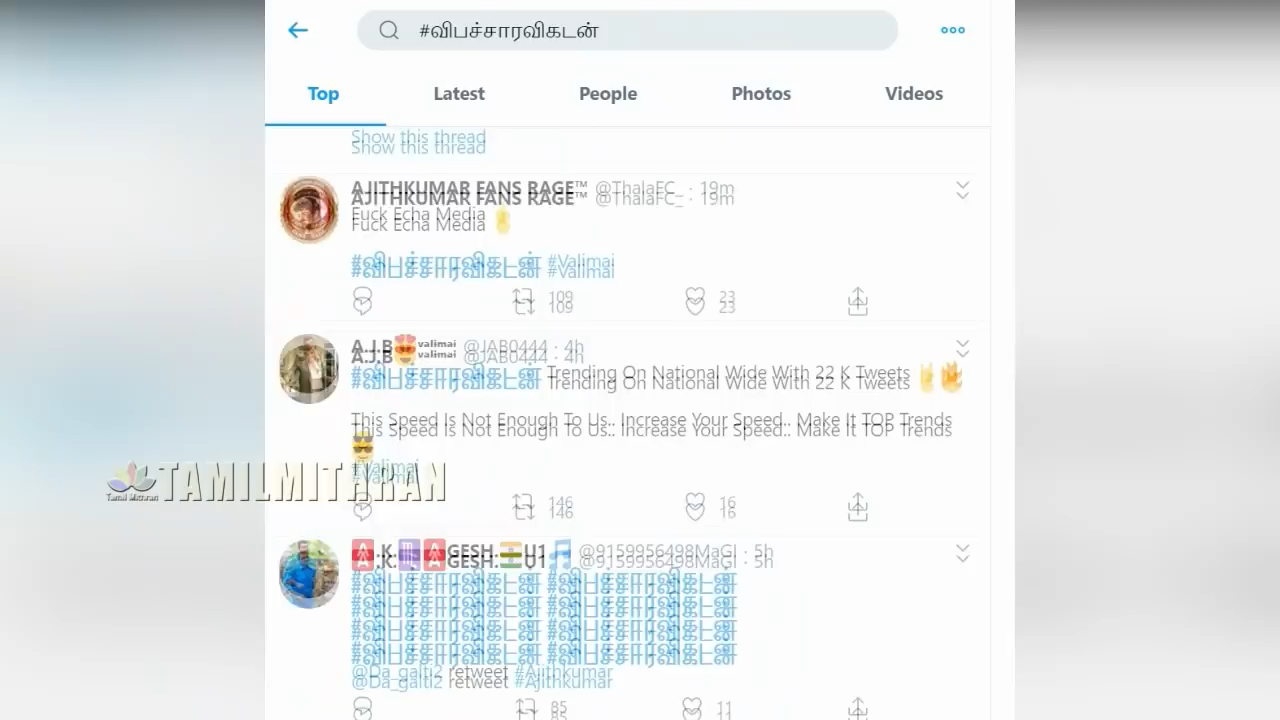 #விபச்சாரவிகடன்
Top Latest People Photos Videos
Show this thread
AJITHKUMAR FANS RAGE™ @ThalaFC_ · 19m
Fuck Echa Media
#விபச்சாரவிகடன் #Valimai
109 23
A.J.B valimai @JAB0444 · 4h
#விபச்சாரவிகடன் Trending On National Wide With 22 K Tweets
This Speed Is Not Enough To Us.. Increase Your Speed.. Make It TOP Trends
#Valimai
Tamil Mithran TAMILMITHRAN
146 16
🅰.K.♏🅰GESH.U1 @9159956498MaGI · 5h
#விபச்சாரவிகடன் #விபச்சாரவிகடன்
#விபச்சாரவிகடன் #விபச்சாரவிகடன்
#விபச்சாரவிகடன் #விபச்சாரவிகடன்
#விபச்சாரவிகடன் #விபச்சாரவிகடன்
@Da_galti2 retweet #Ajithkumar
85 11